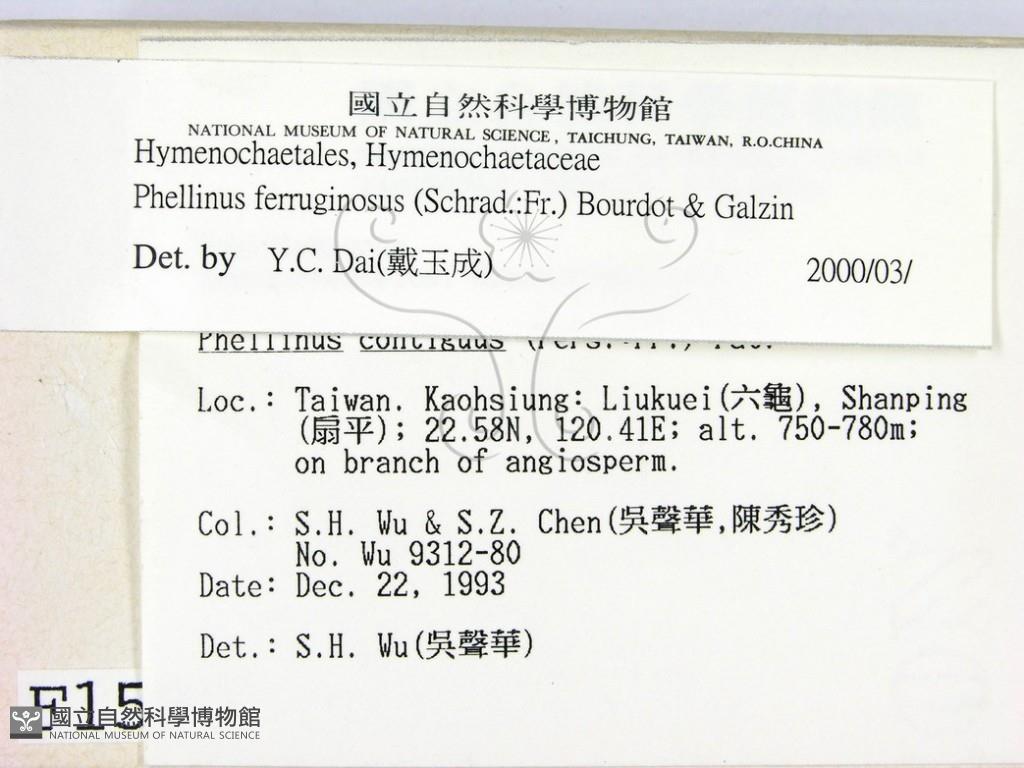 國立自然科學博物館
NATIONAL MUSEUM OF NATURAL SCIENCE, TAICHUNG, TAIWAN, R.O.CHINA
Hymenochaetales, Hymenochaetaceae
Phellinus ferruginosus (Schrad.:Fr.) Bourdot & Galzin
Det. by Y.C. Dai(戴玉成) 2000/03/
Phellinus contiguus (Pers.:Fr.) Pat.
Loc.: Taiwan. Kaohsiung: Liukuei(六龜), Shanping
(扇平); 22.58N, 120.41E; alt. 750-780m;
on branch of angiosperm.
Col.: S.H. Wu & S.Z. Chen(吳聲華,陳秀珍)
No. Wu 9312-80
Date: Dec. 22, 1993
Det.: S.H. Wu(吳聲華)
F15
國立自然科學博物館
NATIONAL MUSEUM OF NATURAL SCIENCE